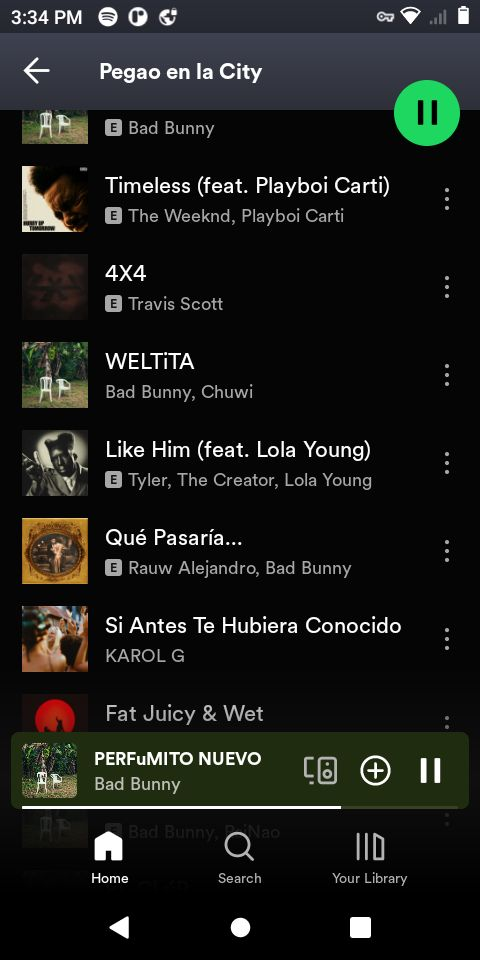 3:34 PM
Pegao en la City
E Bad Bunny
Timeless (feat. Playboi Carti)
E The Weeknd, Playboi Carti
4X4
E Travis Scott
WELTiTA
Bad Bunny, Chuwi
Like Him (feat. Lola Young)
E Tyler, The Creator, Lola Young
Qué Pasaría...
E Rauw Alejandro, Bad Bunny
Si Antes Te Hubiera Conocido
KAROL G
Fat Juicy & Wet
PERFuMITO NUEVO
Bad Bunny
E Bad Bunny, RaiNao
Home
Search
Your Library